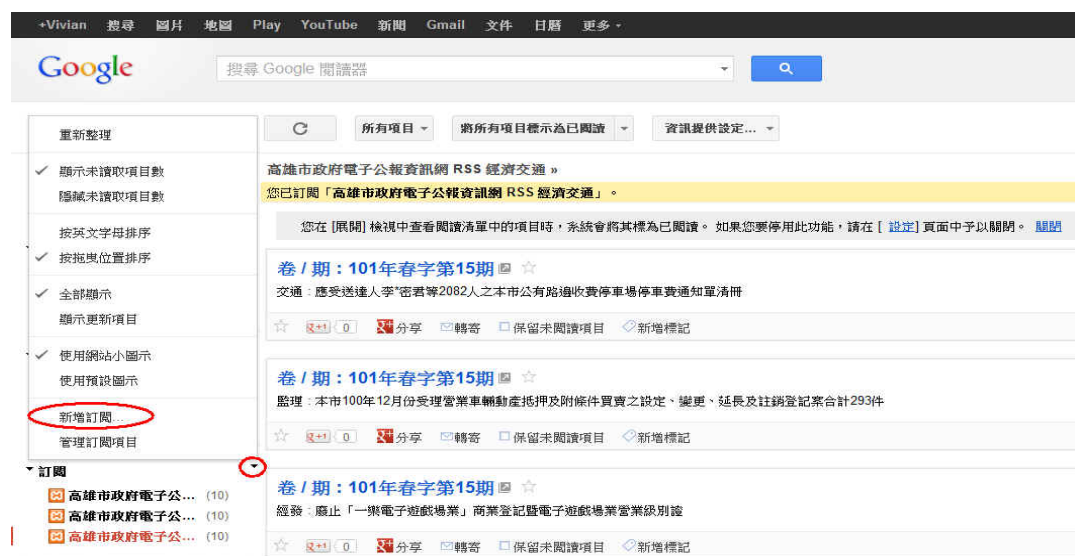 +Vivian 搜尋 圖片 地圖 Play YouTube 新聞 Gmail 文件 日曆 更多
Google 搜尋 Google 閱讀器
重新整理
顯示未讀取項目數
隱藏未讀取項目數
按英文字母排序
按拖曳位置排序
全部顯示
顯示更新項目
使用網站小圖示
使用預設圖示
新增訂閱...
管理訂閱項目
訂閱
高雄市政府電子公... (10)
高雄市政府電子公... (10)
高雄市政府電子公... (10)
所有項目 將所有項目標示為已閱讀 資訊提供設定...
高雄市政府電子公報資訊網 RSS 經濟交通 »
您已訂閱「高雄市政府電子公報資訊網 RSS 經濟交通」。
您在 [展開] 檢視中查看閱讀清單中的項目時，系統會將其標為已閱讀。 如果您要停用此功能，請在 [ 設定] 頁面中予以關閉。 關閉
卷 / 期：101年春字第15期
交通：應受送達人李*密君等2082人之本市公有路邊收費停車場停車費通知單清冊
+1 0 分享 轉寄 保留未閱讀項目 新增標記
卷 / 期：101年春字第15期
監理：本市100年12月份受理營業車輛動產抵押及附條件買賣之設定、變更、延長及註銷登記案合計293件
+1 0 分享 轉寄 保留未閱讀項目 新增標記
卷 / 期：101年春字第15期
經發：廢止「一樂電子遊戲場業」商業登記暨電子遊戲場業營業級別證
+1 0 分享 轉寄 保留未閱讀項目 新增標記